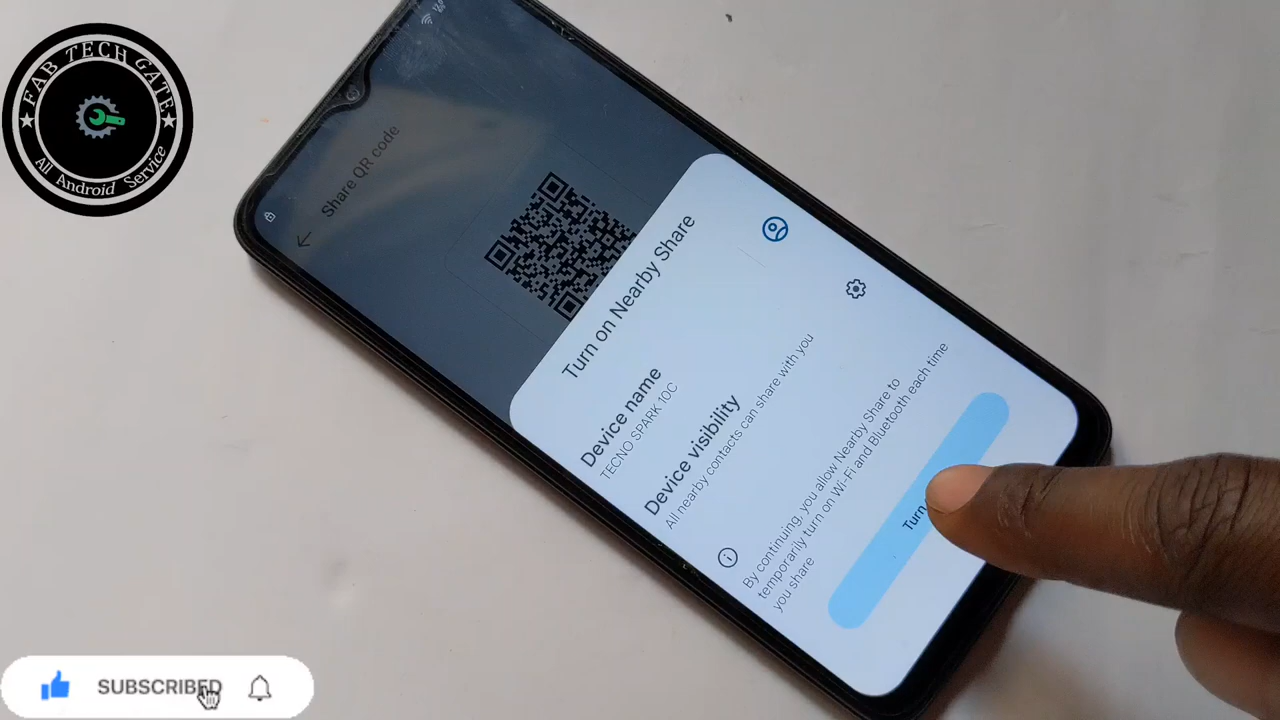 FAB TECH GATE
All Android Service
Share QR code
Turn on Nearby Share
Device name
TECNO SPARK 10C
Device visibility
All nearby contacts can share with you
By continuing, you allow Nearby Share to
temporarily turn on Wi-Fi and Bluetooth each time
you share
Turn
SUBSCRIBED